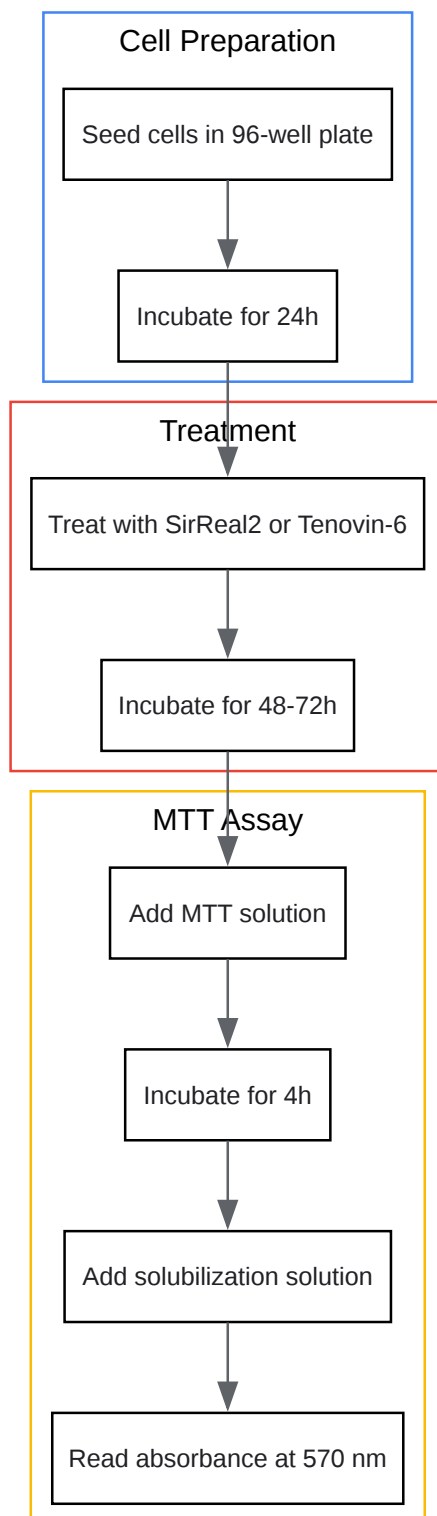 Cell Preparation
Seed cells in 96-well plate
Incubate for 24h
Treatment
Treat with SirReal2 or Tenovin-6
Incubate for 48-72h
MTT Assay
Add MTT solution
Incubate for 4h
Add solubilization solution
Read absorbance at 570 nm